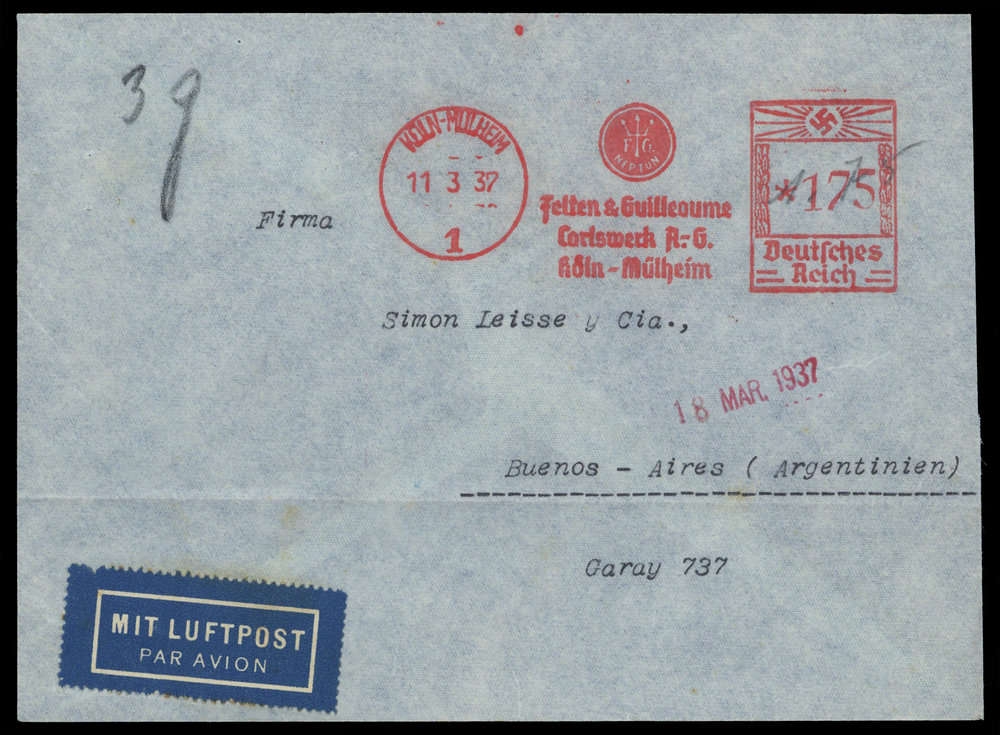 39
KÖLN-MÜLHEIM
11 3 37
1
F G
NEPTUN
Felten & Guilleaume
Carlswerk A.-G.
Köln-Mülheim
*175
Deutsches
Reich
Firma
Simon Leisse y Cia.,
18 MAR. 1937
Buenos - Aires ( Argentinien)
Garay 737
MIT LUFTPOST
PAR AVION